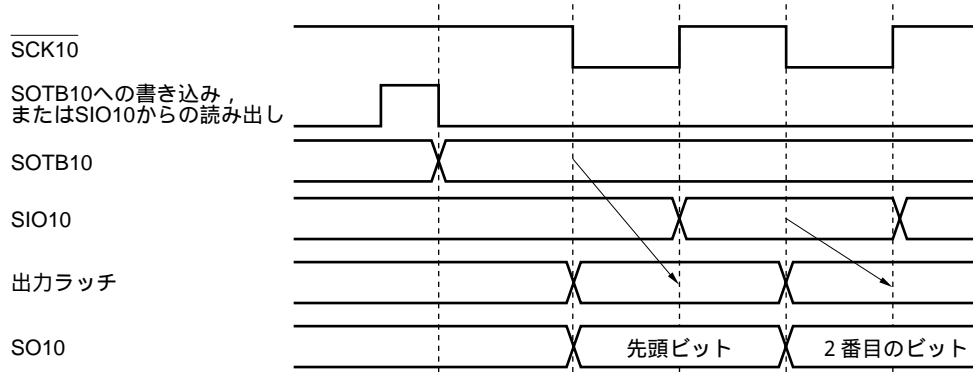 SCK10
SOTB10への書き込み，
またはSIO10からの読み出し
SOTB10
SIO10
出力ラッチ
SO10
先頭ビット
2番目のビット